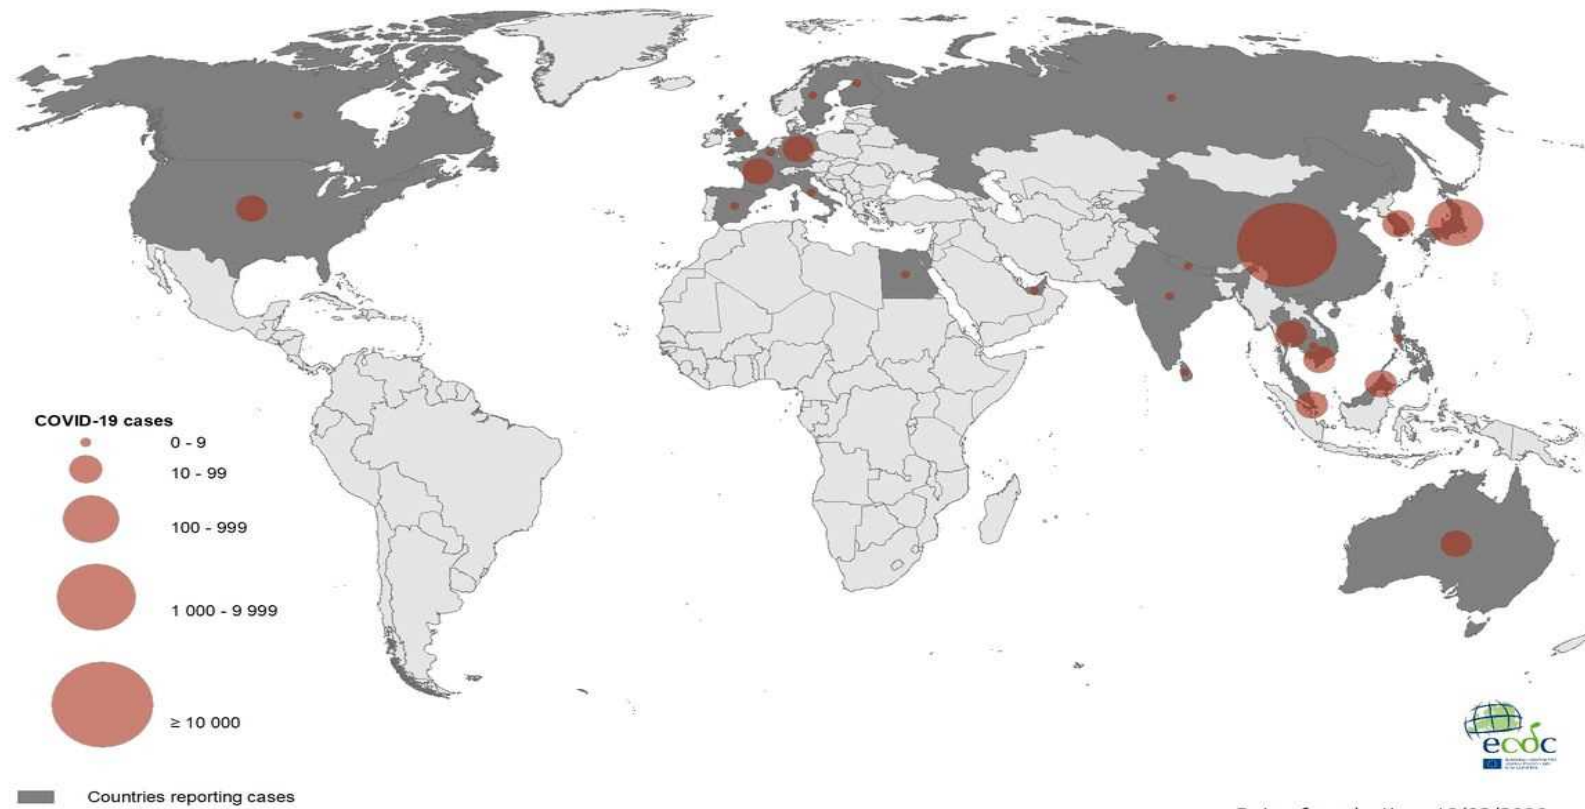 COVID-19 cases
0 - 9
10 - 99
100 - 999
1 000 - 9 999
≥ 10 000
ecdc
Countries reporting cases